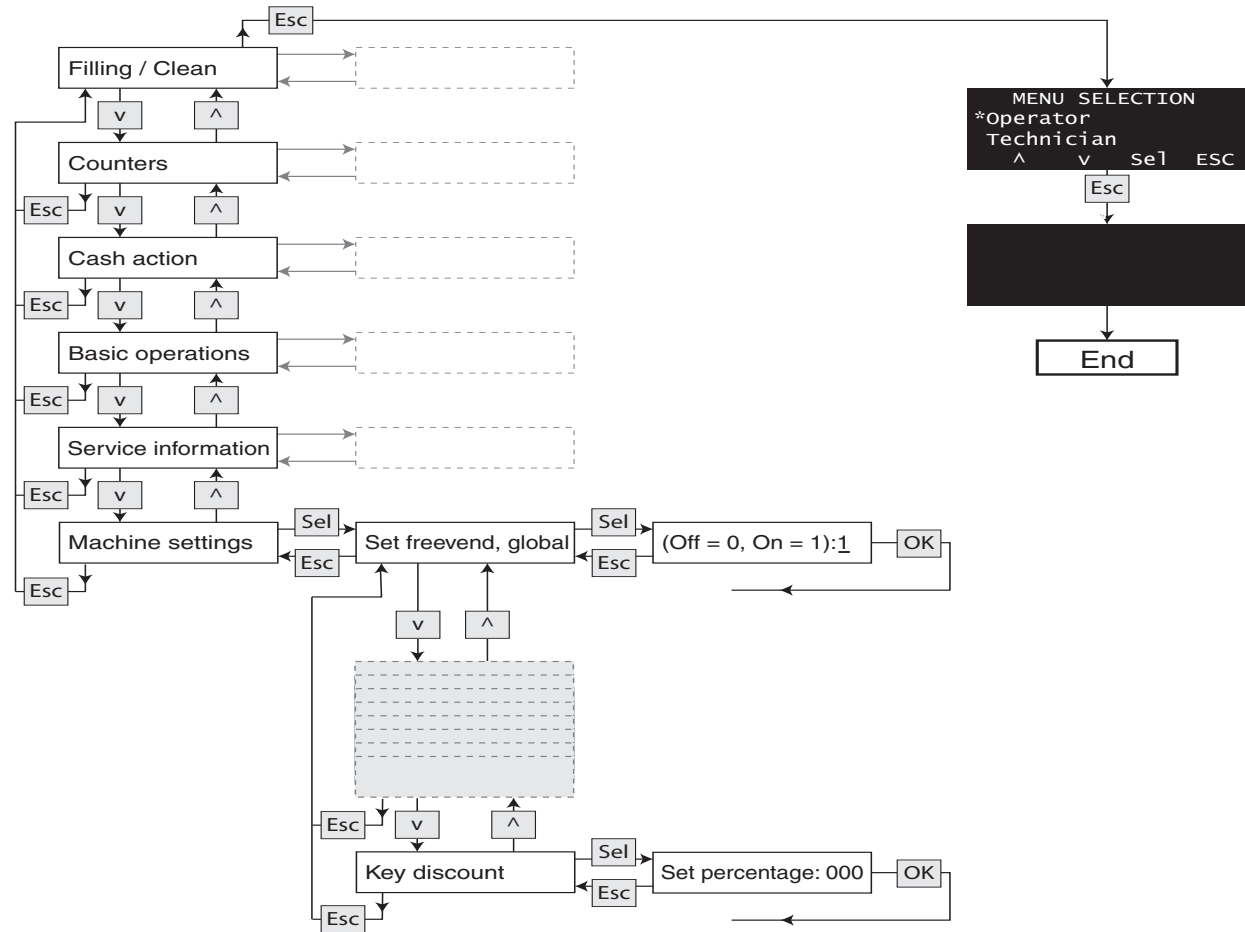 Esc
Filling / Clean
v ^
MENU SELECTION
*Operator
Technician
^ v Sel ESC
Counters
Esc v ^
Esc
Cash action
Esc v ^
Basic operations
End
Esc v ^
Service information
Esc v ^
Machine settings
Sel
Esc
Set freevend, global
Sel
Esc
(Off = 0, On = 1):1
OK
Esc
v ^
Esc v ^
Key discount
Sel
Esc
Set percentage: 000
OK
Esc